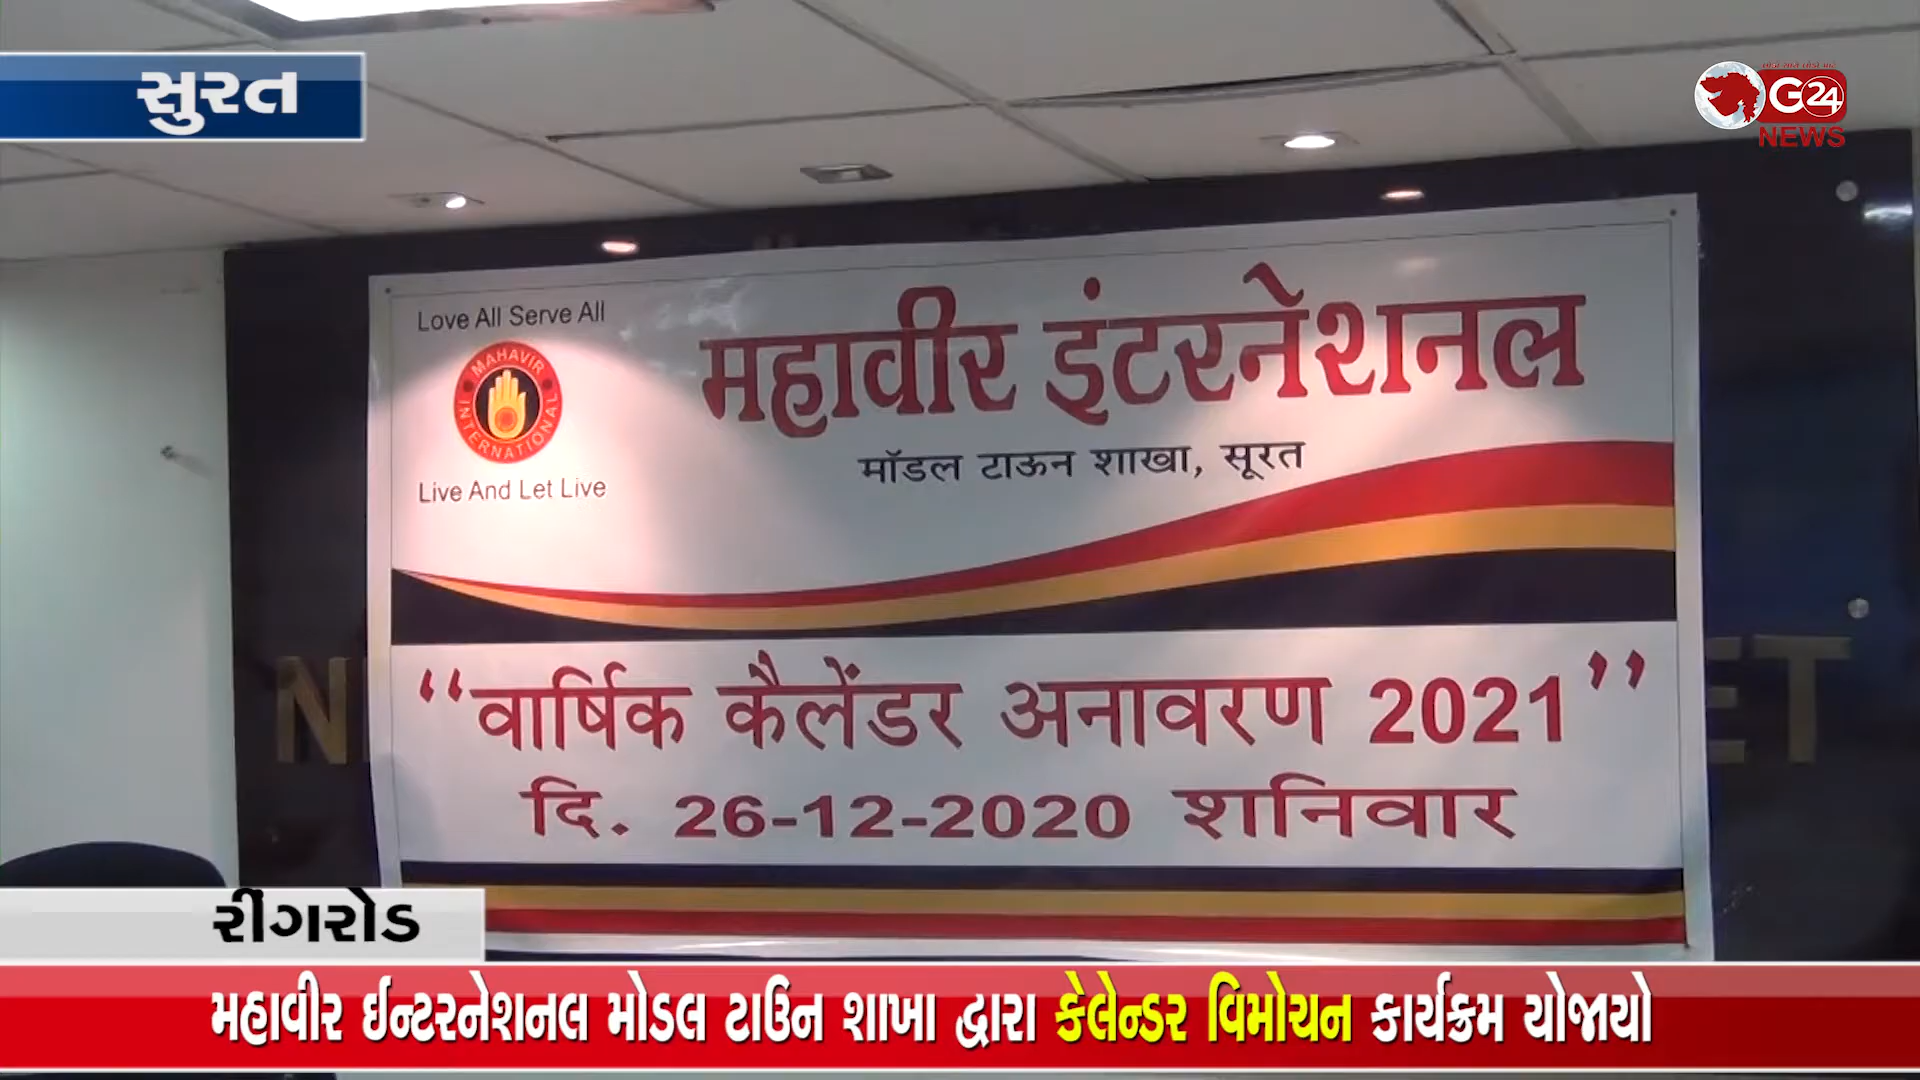 સુરત
G24
NEWS
Love All Serve All
MAHAVIR INTERNATIONAL
Live And Let Live
महावीर इंटरनेशनल
मॉडल टाऊन शाखा, सूरत
“वार्षिक कैलेंडर अनावरण 2021”
दि. 26-12-2020 शनिवार
રીંગરોડ
મહાવીર ઈન્ટરનેશનલ મોડલ ટાઉન શાખા દ્વારા કેલેન્ડર વિમોચન કાર્યક્રમ યોજાયો